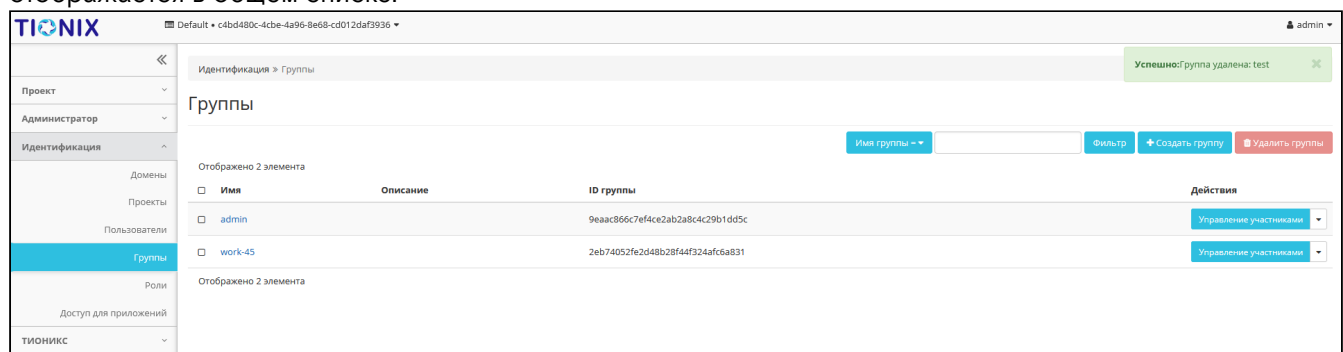 отображается в общем списке.
TIONIX
Default • c4bd480c-4cbe-4a96-8e68-cd012daf3936
admin
Идентификация » Группы
Успешно:Группа удалена: test
Проект
Администратор
Идентификация
Домены
Проекты
Пользователи
Группы
Роли
Доступ для приложений
ТИОНИКС
Группы
Имя группы = Фильтр +Создать группу Удалить группы
Отображено 2 элемента
Имя Описание ID группы Действия
admin 9eaac866c7ef4ce2ab2a8c4c29b1dd5c Управление участниками
work-45 2eb74052fe2d48b28f44f324afc6a831 Управление участниками
Отображено 2 элемента